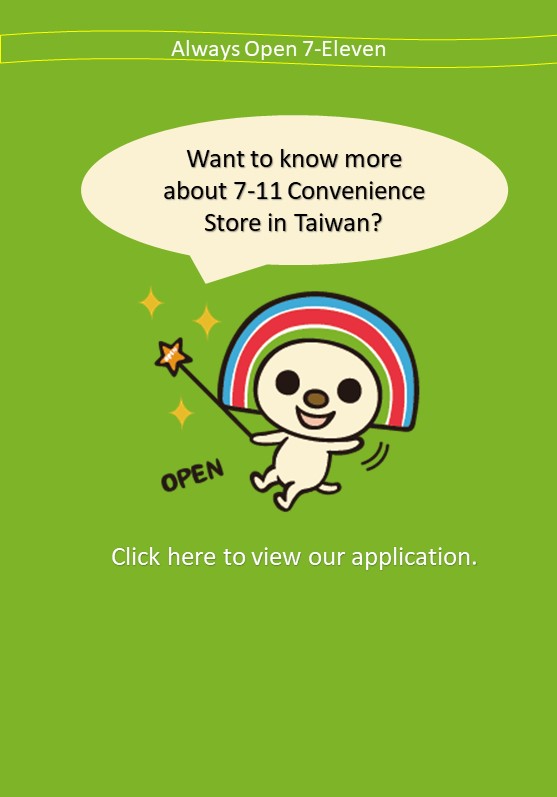 Always Open 7-Eleven
Want to know more
about 7-11 Convenience
Store in Taiwan?
OPEN
Click here to view our application.